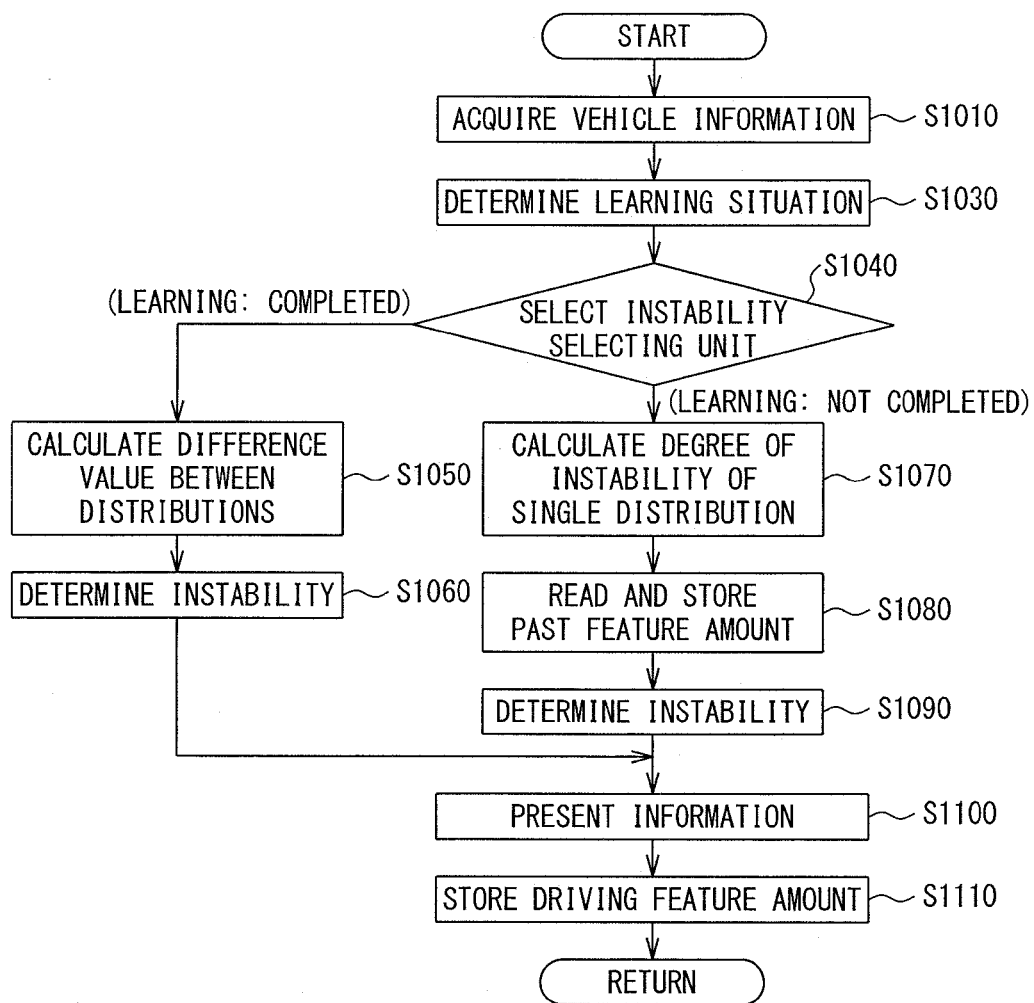 START
ACQUIRE VEHICLE INFORMATION
S1010
DETERMINE LEARNING SITUATION
S1030
S1040
(LEARNING: COMPLETED)
SELECT INSTABILITY
SELECTING UNIT
(LEARNING: NOT COMPLETED)
CALCULATE DIFFERENCE
VALUE BETWEEN
DISTRIBUTIONS
S1050
CALCULATE DEGREE OF
INSTABILITY OF
SINGLE DISTRIBUTION
S1070
DETERMINE INSTABILITY
S1060
READ AND STORE
PAST FEATURE AMOUNT
S1080
DETERMINE INSTABILITY
S1090
PRESENT INFORMATION
S1100
STORE DRIVING FEATURE AMOUNT
S1110
RETURN